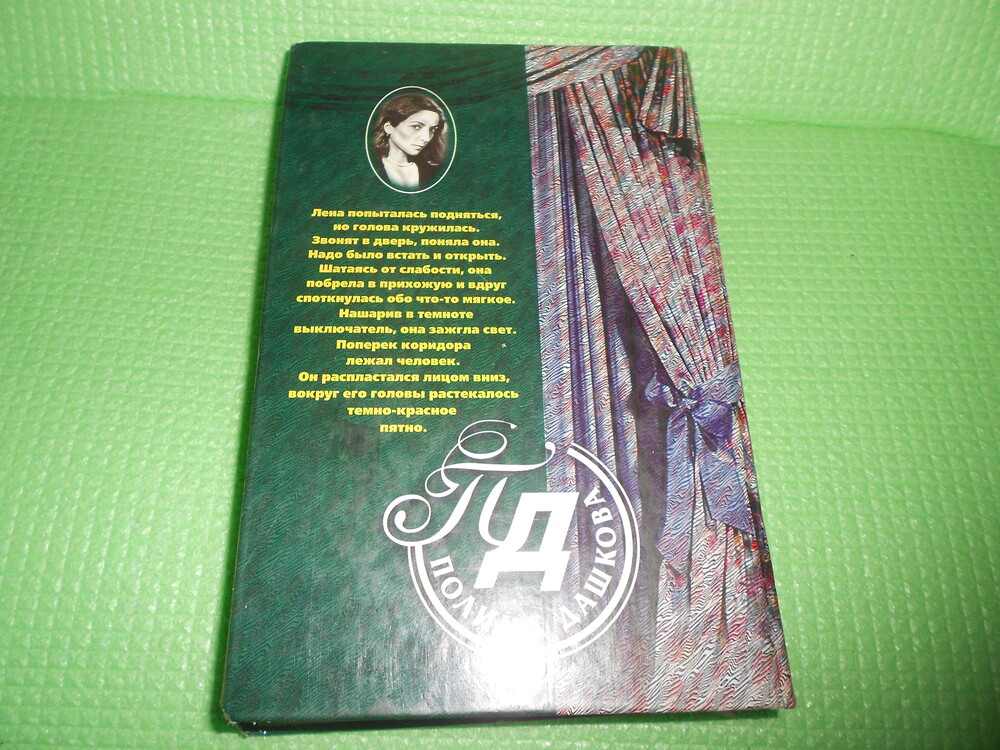 Лена попыталась подняться,
но голова кружилась.
Звонят в дверь, поняла она.
Надо было встать и открыть.
Шатаясь от слабости, она
побрела в прихожую и вдруг
споткнулась обо что-то мягкое.
Нашарив в темноте
выключатель, она зажгла свет.
Поперек коридора
лежал человек.
Он распластался лицом вниз,
вокруг его головы растекалось
темно-красное
пятно.
ПД
ДАШКОВА